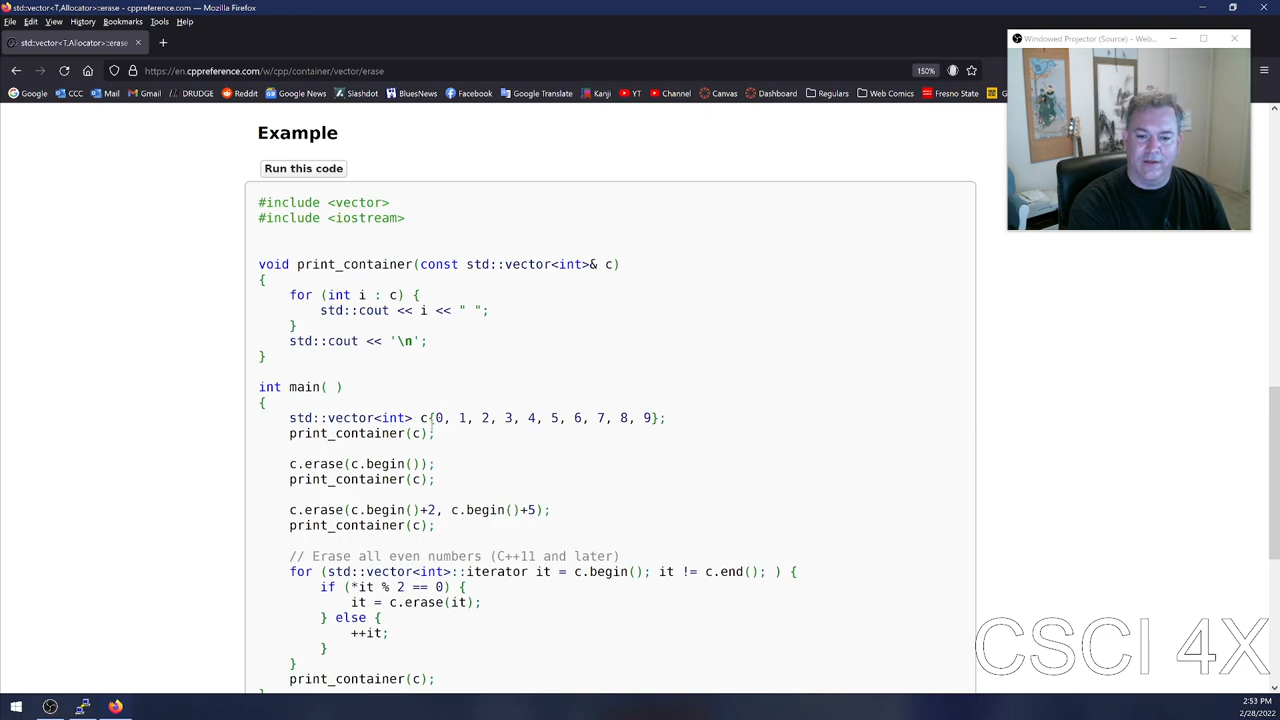 std::vector<T,Allocator>::erase - cppreference.com — Mozilla Firefox
File Edit View History Bookmarks Tools Help
std::vector<T,Allocator>::erase
https://en.cppreference.com/w/cpp/container/vector/erase
150%
Google CCC Mail Gmail DRUDGE Reddit Google News Slashdot BluesNews Facebook Google Translate Kanji YT Channel Canvas Dashboard Regulars Web Comics Fresno State
Windowed Projector (Source) - Web...
Example
Run this code
#include <vector>
#include <iostream>
void print_container(const std::vector<int>& c)
{
    for (int i : c) {
        std::cout << i << " ";
    }
    std::cout << '\n';
}
int main( )
{
    std::vector<int> c{0, 1, 2, 3, 4, 5, 6, 7, 8, 9};
    print_container(c);
    c.erase(c.begin());
    print_container(c);
    c.erase(c.begin()+2, c.begin()+5);
    print_container(c);
    // Erase all even numbers (C++11 and later)
    for (std::vector<int>::iterator it = c.begin(); it != c.end(); ) {
        if (*it % 2 == 0) {
            it = c.erase(it);
        } else {
            ++it;
        }
    }
    print_container(c);
CSCI 4X
2:53 PM
2/28/2022